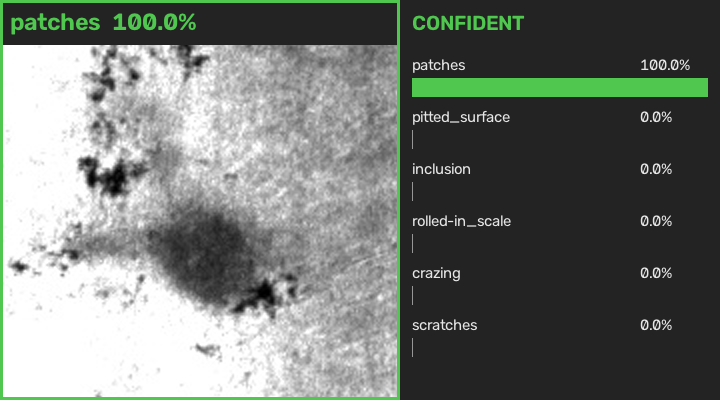 patches 100.0%
CONFIDENT
patches 100.0%
pitted_surface 0.0%
inclusion 0.0%
rolled-in_scale 0.0%
crazing 0.0%
scratches 0.0%